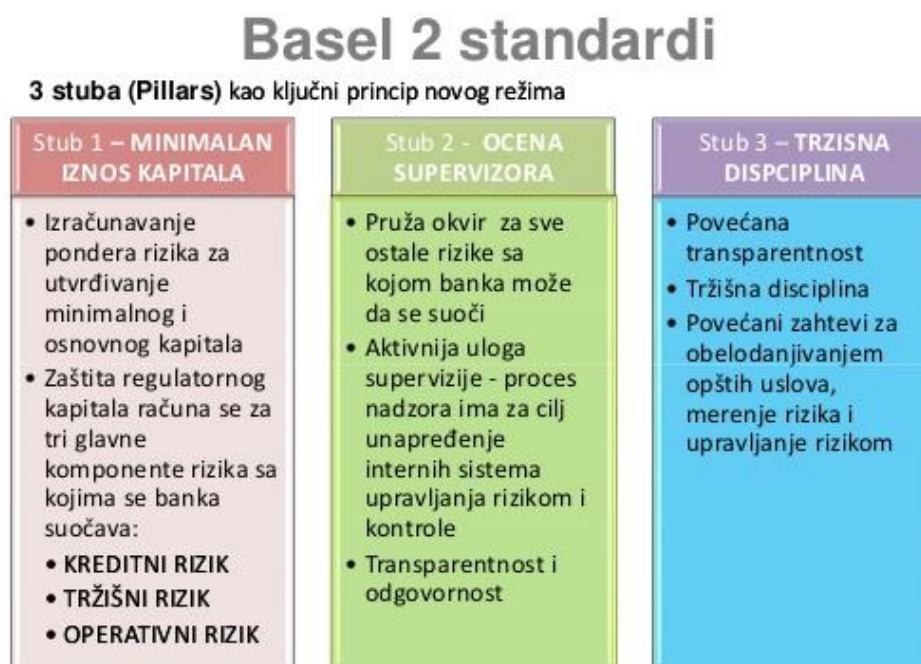 Basel 2 standardi
3 stuba (Pillars) kao ključni princip novog režima
Stub 1 – MINIMALAN
IZNOS KAPITALA
• Izračunavanje
pondera rizika za
utvrđivanje
minimalnog i
osnovnog kapitala
• Zaštita regulatornog
kapitala računa se za
tri glavne
komponente rizika sa
kojima se banka
suočava:
• KREDITNI RIZIK
• TRŽIŠNI RIZIK
• OPERATIVNI RIZIK
Stub 2 - OCENA
SUPERVIZORA
• Pruža okvir za sve
ostale rizike sa
kojom banka može
da se suoči
• Aktivnija uloga
supervizije - proces
nadzora ima za cilj
unapređenje
internih sistema
upravljanja rizikom i
kontrole
• Transparentnost i
odgovornost
Stub 3 – TRZISNA
DISPCIPLINA
• Povećana
transparentnost
• Tržišna disciplina
• Povećani zahtevi za
obelodanjivanjem
opštih uslova,
merenje rizika i
upravljanje rizikom